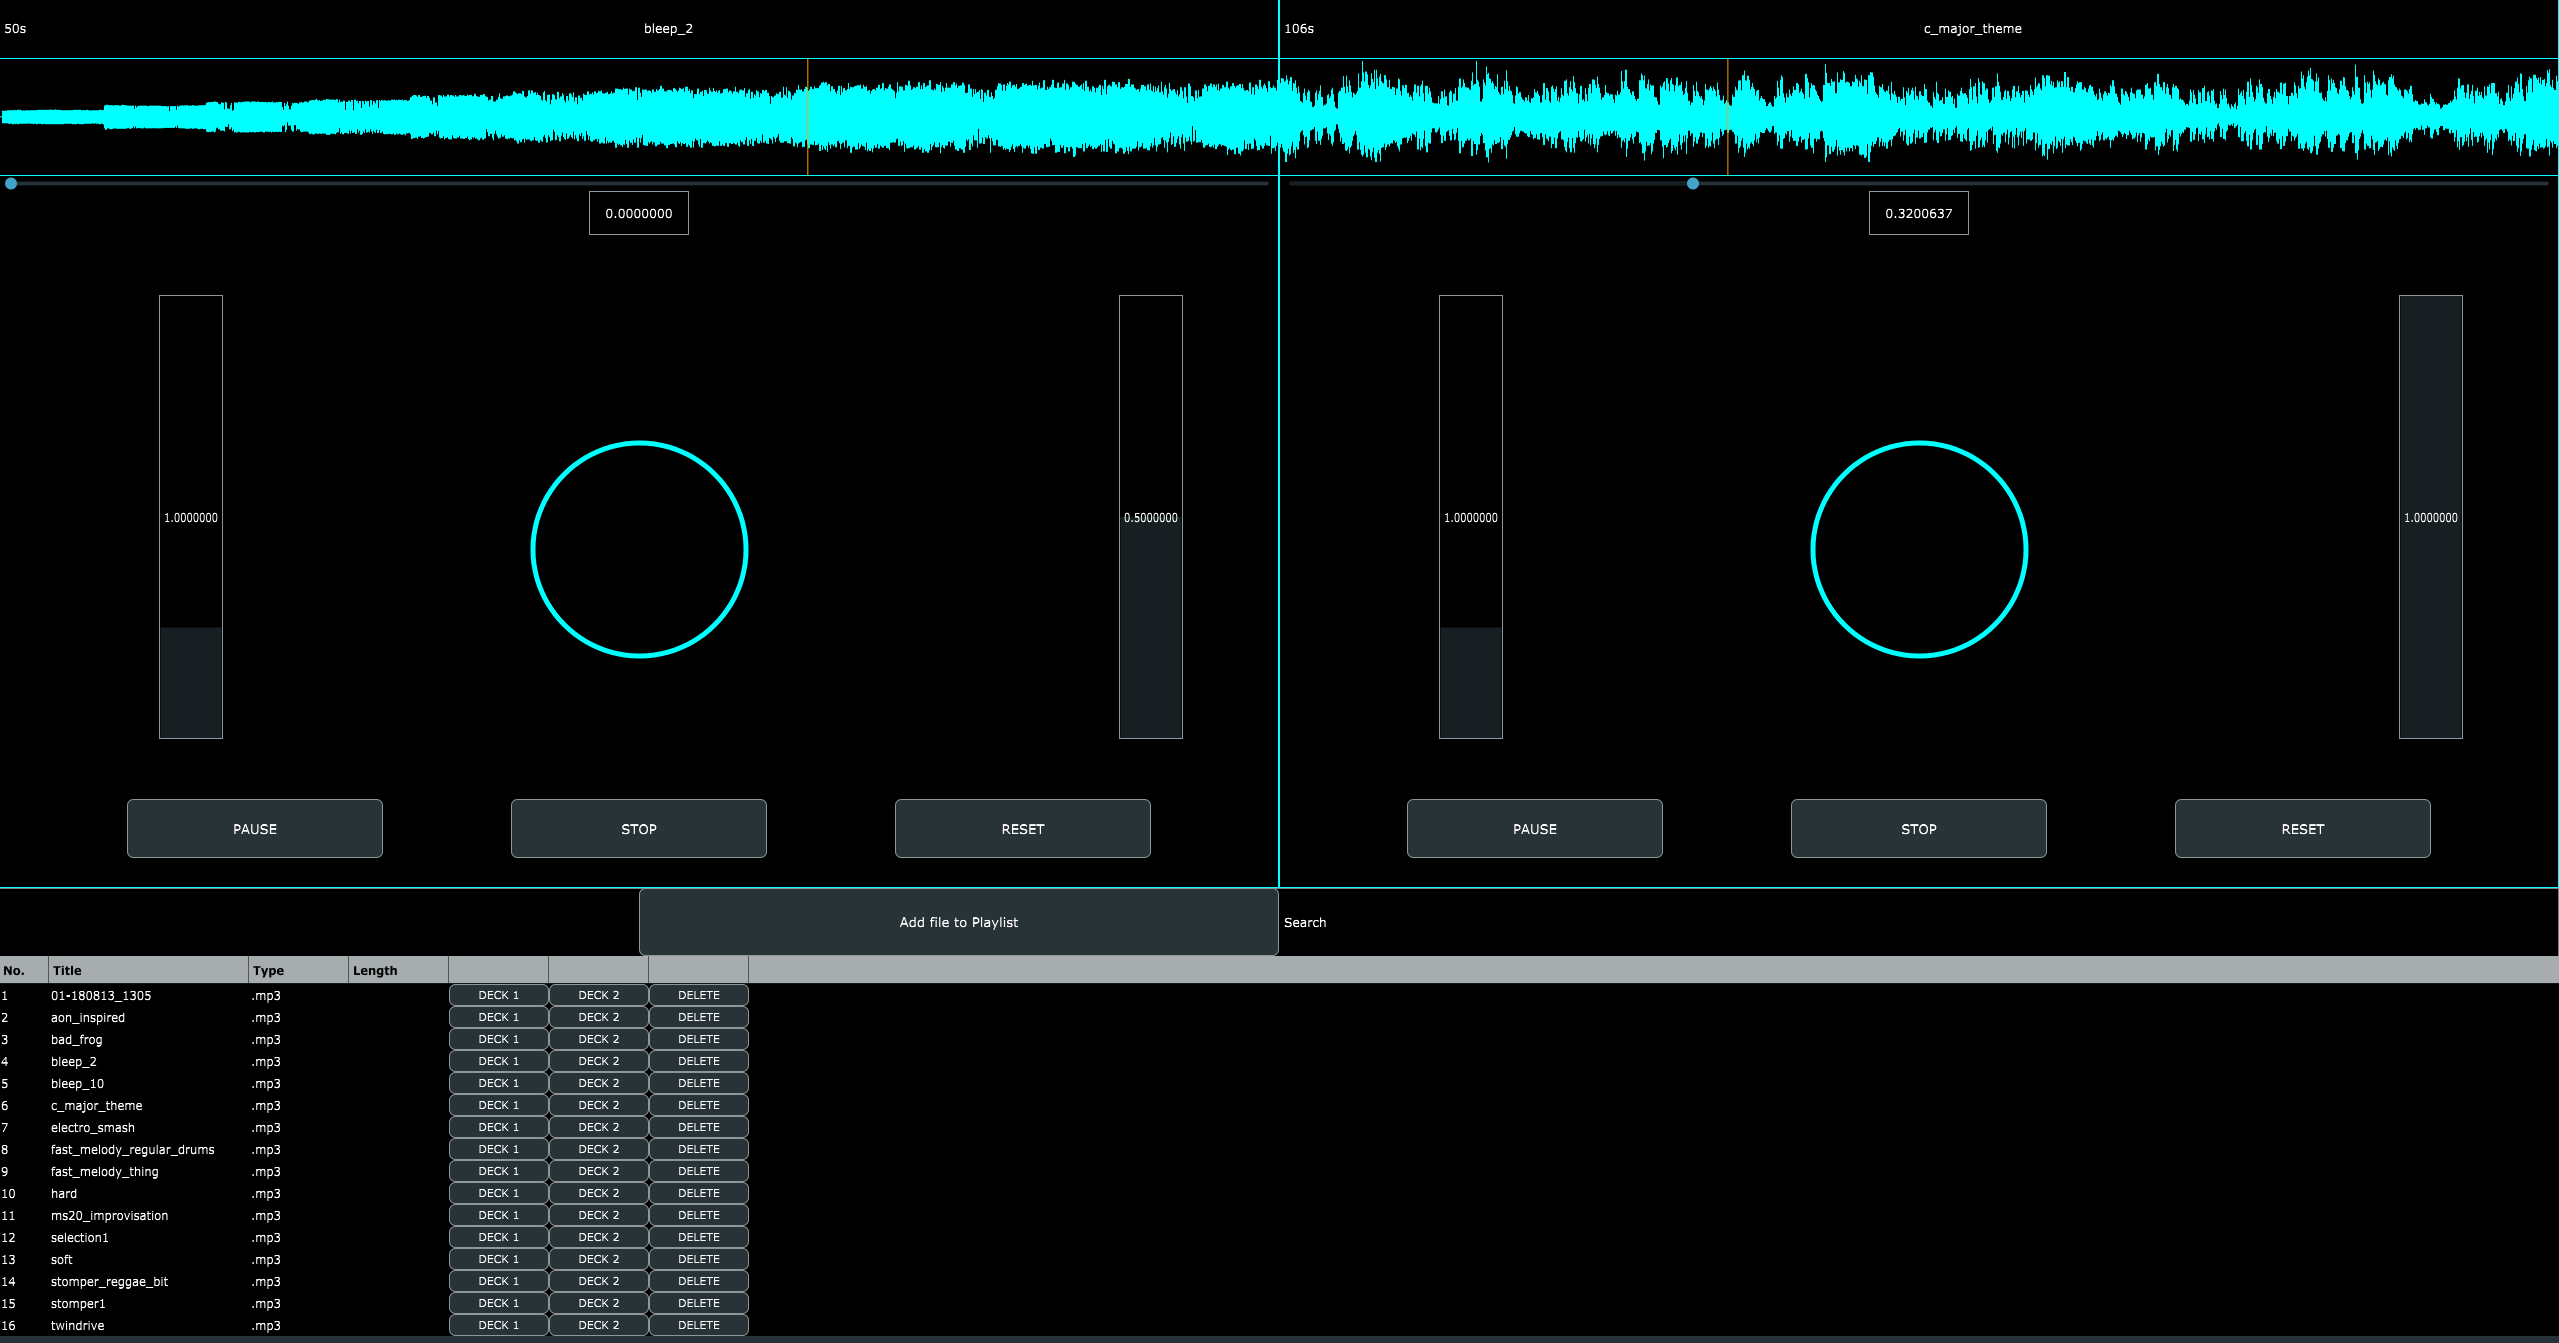 50s bleep_2 106s c_major_theme
0.0000000 0.3200637
1.0000000 0.5000000 1.0000000 1.0000000
PAUSE STOP RESET PAUSE STOP RESET
Add file to Playlist Search
No. Title Type Length
1 01-180813_1305 .mp3 DECK 1 DECK 2 DELETE
2 aon_inspired .mp3 DECK 1 DECK 2 DELETE
3 bad_frog .mp3 DECK 1 DECK 2 DELETE
4 bleep_2 .mp3 DECK 1 DECK 2 DELETE
5 bleep_10 .mp3 DECK 1 DECK 2 DELETE
6 c_major_theme .mp3 DECK 1 DECK 2 DELETE
7 electro_smash .mp3 DECK 1 DECK 2 DELETE
8 fast_melody_regular_drums .mp3 DECK 1 DECK 2 DELETE
9 fast_melody_thing .mp3 DECK 1 DECK 2 DELETE
10 hard .mp3 DECK 1 DECK 2 DELETE
11 ms20_improvisation .mp3 DECK 1 DECK 2 DELETE
12 selection1 .mp3 DECK 1 DECK 2 DELETE
13 soft .mp3 DECK 1 DECK 2 DELETE
14 stomper_reggae_bit .mp3 DECK 1 DECK 2 DELETE
15 stomper1 .mp3 DECK 1 DECK 2 DELETE
16 twindrive .mp3 DECK 1 DECK 2 DELETE